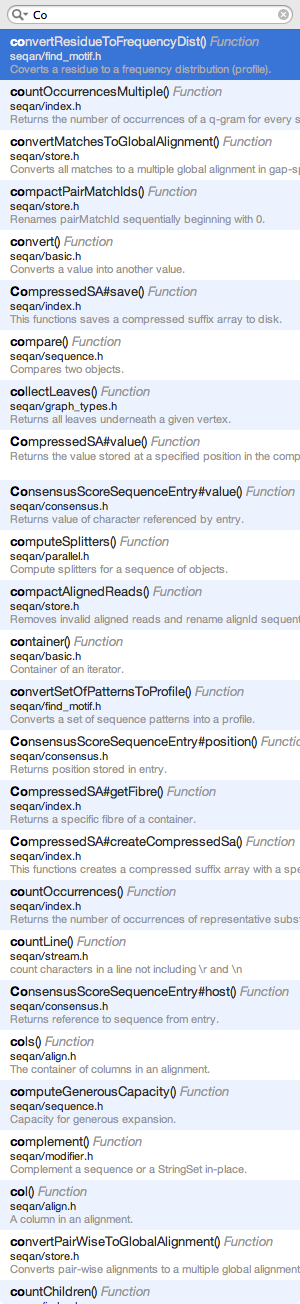 Co
convertResidueToFrequencyDist() Function
seqan/find_motif.h
Coverts a residue to a frequency distribution (profile).
countOccurrencesMultiple() Function
seqan/index.h
Returns the number of occurrences of a q-gram for every s
convertMatchesToGlobalAlignment() Function
seqan/store.h
Converts all matches to a multiple global alignment in gap-sp
compactPairMatchIds() Function
seqan/store.h
Renames pairMatchId sequentially beginning with 0.
convert() Function
seqan/basic.h
Converts a value into another value.
CompressedSA#save() Function
seqan/index.h
This functions saves a compressed suffix array to disk.
compare() Function
seqan/sequence.h
Compares two objects.
collectLeaves() Function
seqan/graph_types.h
Returns all leaves underneath a given vertex.
CompressedSA#value() Function
Returns the value stored at a specified position in the comp
ConsensusScoreSequenceEntry#value() Function
seqan/consensus.h
Returns value of character referenced by entry.
computeSplitters() Function
seqan/parallel.h
Compute splitters for a sequence of objects.
compactAlignedReads() Function
seqan/store.h
Removes invalid aligned reads and rename alignId sequent
container() Function
seqan/basic.h
Container of an iterator.
convertSetOfPatternsToProfile() Function
seqan/find_motif.h
Converts a set of sequence patterns into a profile.
ConsensusScoreSequenceEntry#position() Functio
seqan/consensus.h
Returns position stored in entry.
CompressedSA#getFibre() Function
seqan/index.h
Returns a specific fibre of a container.
CompressedSA#createCompressedSa() Function
seqan/index.h
This functions creates a compressed suffix array with a spe
countOccurrences() Function
seqan/index.h
Returns the number of occurrences of representative subst
countLine() Function
seqan/stream.h
count characters in a line not including \r and \n
ConsensusScoreSequenceEntry#host() Function
seqan/consensus.h
Returns reference to sequence from entry.
cols() Function
seqan/align.h
The container of columns in an alignment.
computeGenerousCapacity() Function
seqan/sequence.h
Capacity for generous expansion.
complement() Function
seqan/modifier.h
Complement a sequence or a StringSet in-place.
col() Function
seqan/align.h
A column in an alignment.
convertPairWiseToGlobalAlignment() Function
seqan/store.h
Converts pair-wise alignments to a multiple global alignment
countChildren() Function